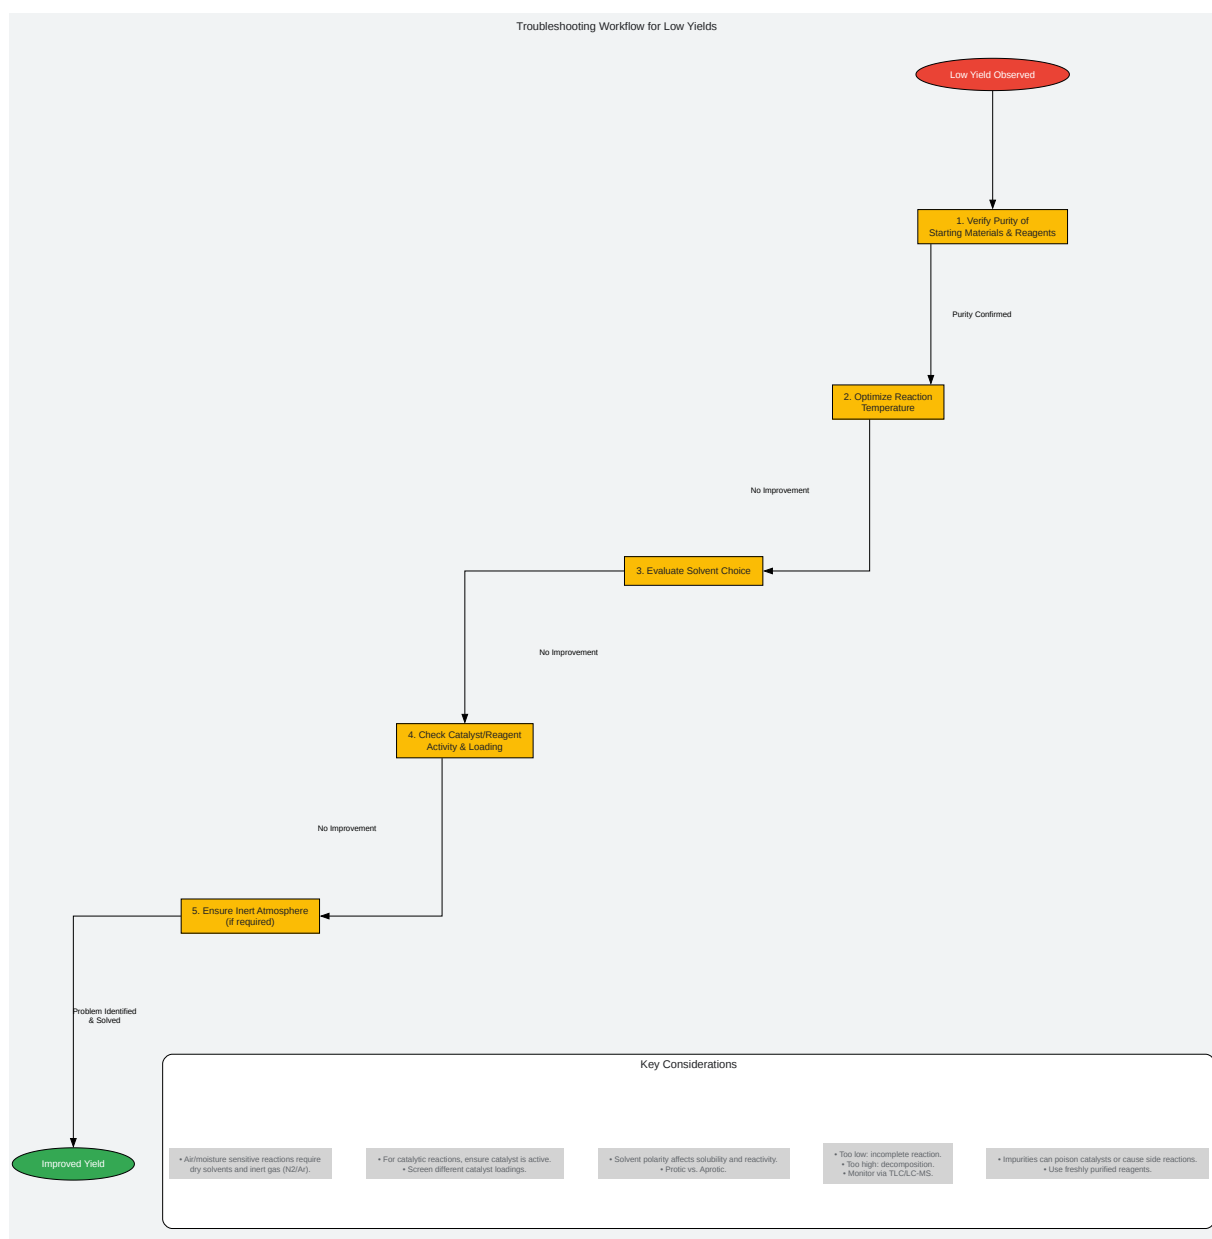 Troubleshooting Workflow for Low Yields
Low Yield Observed
1. Verify Purity of
Starting Materials & Reagents
Purity Confirmed
2. Optimize Reaction
Temperature
No Improvement
3. Evaluate Solvent Choice
No Improvement
4. Check Catalyst/Reagent
Activity & Loading
No Improvement
5. Ensure Inert Atmosphere
(if required)
Problem Identified
& Solved
Improved Yield
Key Considerations
• Air/moisture sensitive reactions require
dry solvents and inert gas (N2/Ar).
• For catalytic reactions, ensure catalyst is active.
• Screen different catalyst loadings.
• Solvent polarity affects solubility and reactivity.
• Protic vs. Aprotic.
• Too low: incomplete reaction.
• Too high: decomposition.
• Monitor via TLC/LC-MS.
• Impurities can poison catalysts or cause side reactions.
• Use freshly purified reagents.